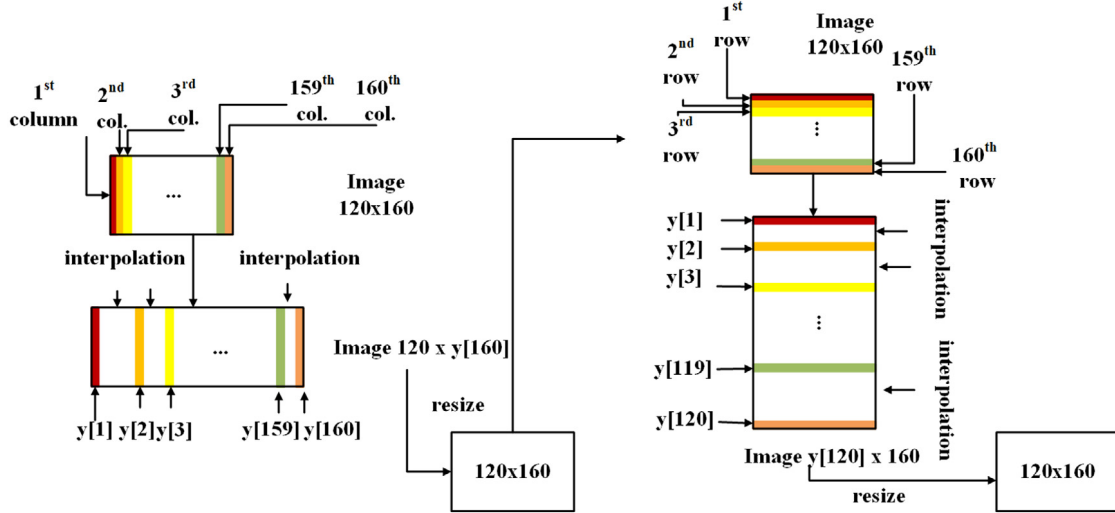 1st
column
2nd
col.
3rd
col.
159th
col.
160th
col.
...
Image
120x160
interpolation
interpolation
...
y[1]
y[2]
y[3]
y[159]
y[160]
Image 120 x y[160]
resize
120x160
1st
row
2nd
row
3rd
row
Image
120x160
159th
row
160th
row
...
y[1]
y[2]
y[3]
...
y[119]
y[120]
interpolation
interpolation
Image y[120] x 160
resize
120x160